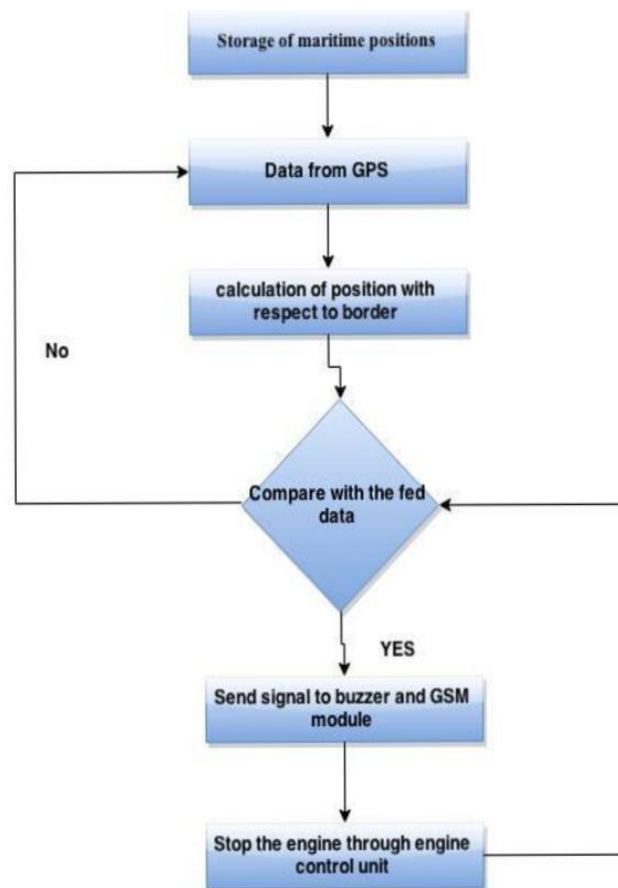 Storage of maritime positions
Data from GPS
calculation of position with
respect to border
No
Compare with the fed
data
YES
Send signal to buzzer and GSM
module
Stop the engine through engine
control unit